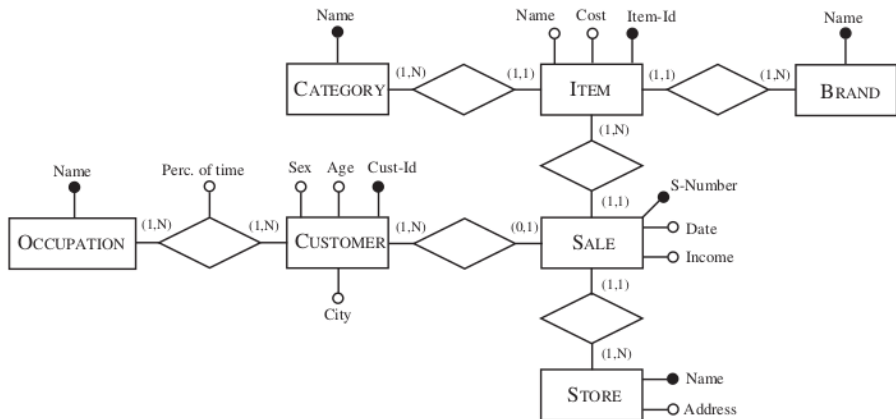 Name Cost Item-Id
Name Name
(1,N) (1,1) (1,1) (1,N)
CATEGORY ITEM BRAND
(1,N)
Name Perc. of time Sex Age Cust-Id
S-Number
(1,1)
(1,N) (1,N) (1,N) (0,1) Date
OCCUPATION CUSTOMER SALE
Income
(1,1)
City
(1,N)
Name
STORE
Address